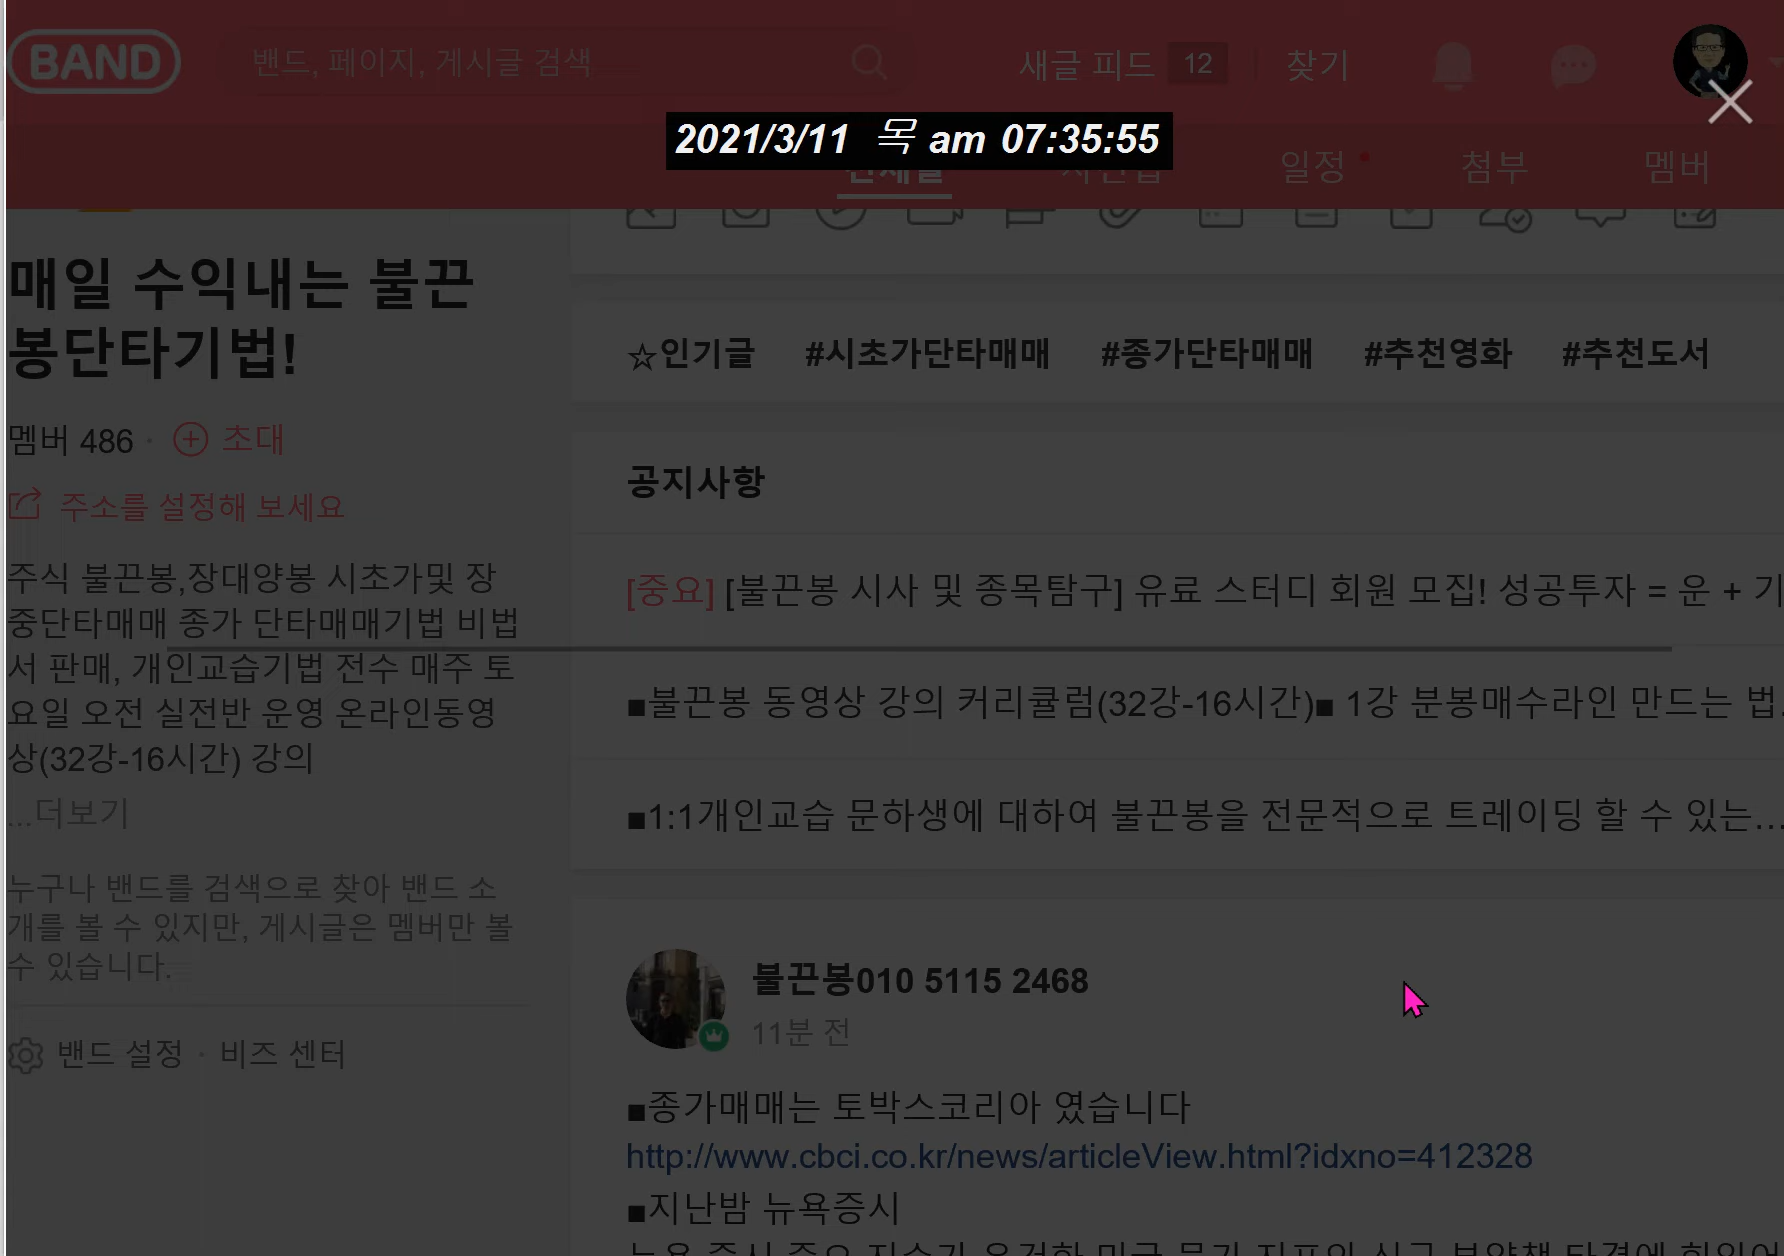 BAND
밴드, 페이지, 게시글 검색
새글 피드 12
찾기
2021/3/11 목 am 07:35:55
전체글
사진첩
일정
첨부
멤버
매일 수익내는 불끈
봉단타기법!
멤버 486 · 초대
주소를 설정해 보세요
주식 불끈봉,장대양봉 시초가및 장
중단타매매 종가 단타매매기법 비법
서 판매, 개인교습기법 전수 매주 토
요일 오전 실전반 운영 온라인동영
상(32강-16시간) 강의
...더보기
누구나 밴드를 검색으로 찾아 밴드 소
개를 볼 수 있지만, 게시글은 멤버만 볼
수 있습니다.
밴드 설정 · 비즈 센터
☆인기글 #시초가단타매매 #종가단타매매 #추천영화 #추천도서
공지사항
[중요] [불끈봉 시사 및 종목탐구] 유료 스터디 회원 모집! 성공투자 = 운 + 기
■불끈봉 동영상 강의 커리큘럼(32강-16시간)■ 1강 분봉매수라인 만드는 법.
■1:1개인교습 문하생에 대하여 불끈봉을 전문적으로 트레이딩 할 수 있는...
불끈봉010 5115 2468
11분 전
■종가매매는 토박스코리아 였습니다
http://www.cbci.co.kr/news/articleView.html?idxno=412328
■지난밤 뉴욕증시